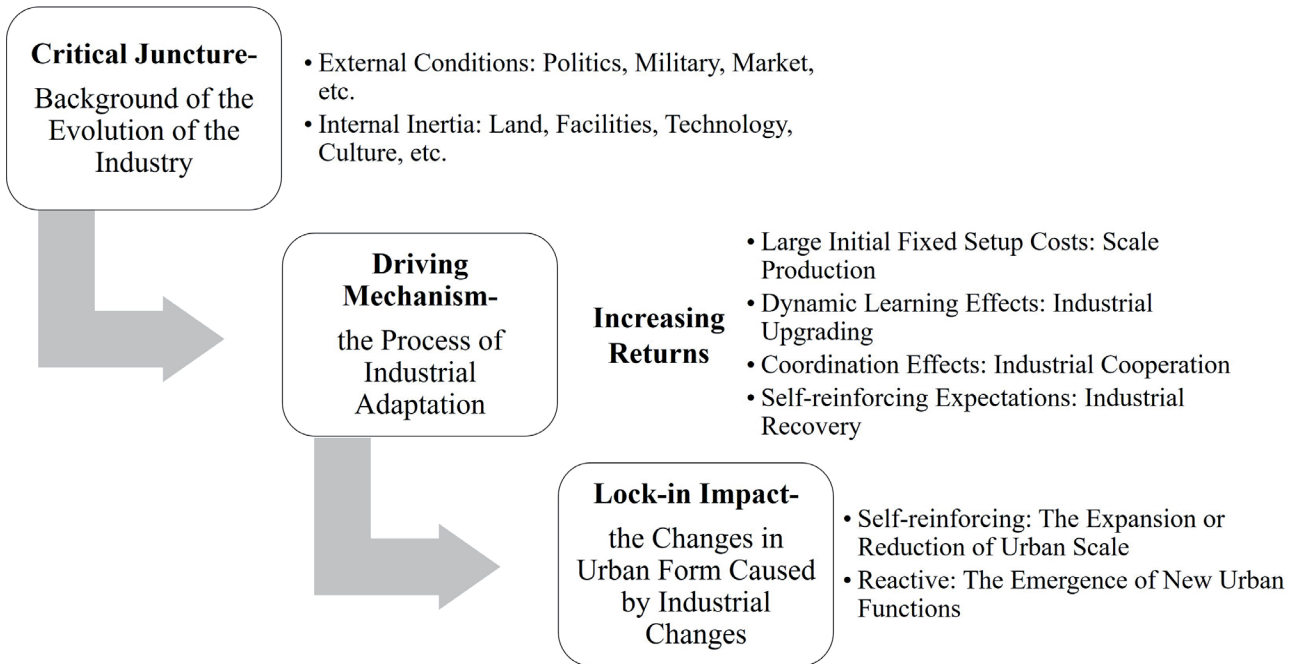 Critical Juncture-
Background of the
Evolution of the
Industry
• External Conditions: Politics, Military, Market,
etc.
• Internal Inertia: Land, Facilities, Technology,
Culture, etc.
Driving
Mechanism-
the Process of
Industrial
Adaptation
Increasing
Returns
• Large Initial Fixed Setup Costs: Scale
Production
• Dynamic Learning Effects: Industrial
Upgrading
• Coordination Effects: Industrial Cooperation
• Self-reinforcing Expectations: Industrial
Recovery
Lock-in Impact-
the Changes in
Urban Form Caused
by Industrial
Changes
• Self-reinforcing: The Expansion or
Reduction of Urban Scale
• Reactive: The Emergence of New Urban
Functions